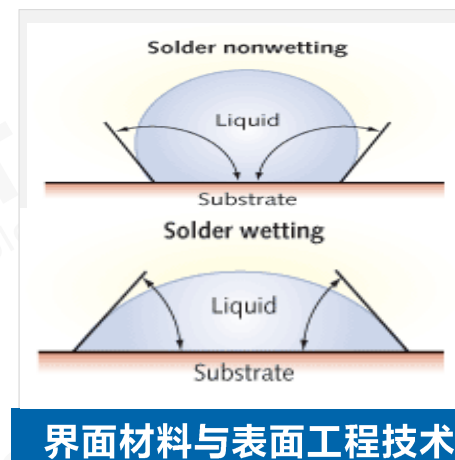 Solder nonwetting
Liquid
Substrate
Solder wetting
Liquid
Substrate
界面材料与表面工程技术